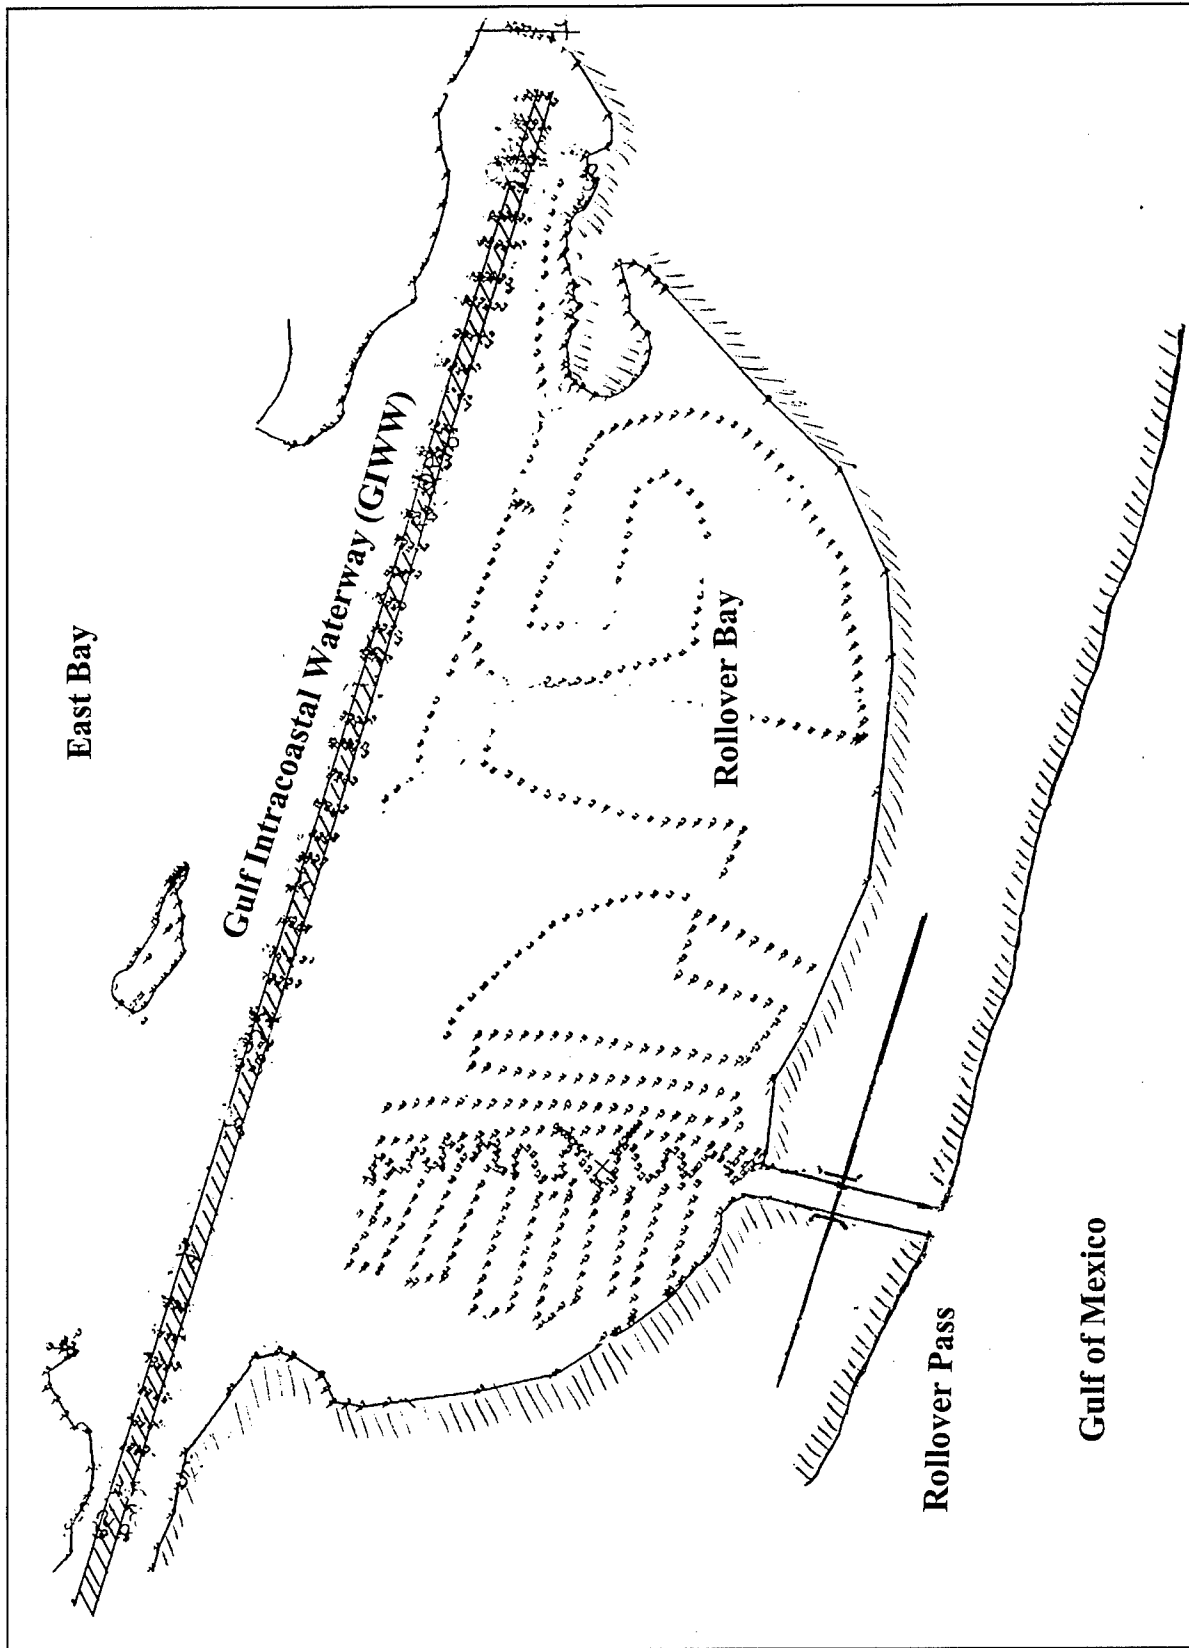 East Bay
Gulf Intracoastal Waterway (GIWW)
Rollover Bay
Rollover Pass
Gulf of Mexico